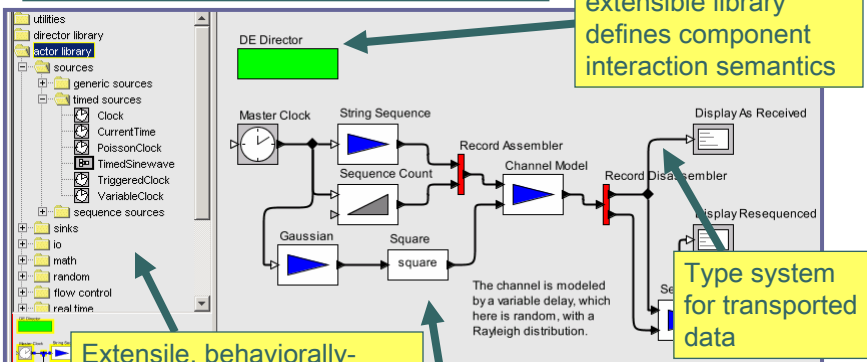 extensible library
defines component
interaction semantics
utilities
director library
actor library
sources
generic sources
timed sources
Clock
CurrentTime
PoissonClock
TimedSinewave
TriggeredClock
VariableClock
sequence sources
sinks
io
math
random
flow control
real time
DE Director
Master Clock
String Sequence
Sequence Count
Record Assembler
Channel Model
Gaussian
Square
square
Record Disassembler
Display As Received
Display Resequenced
The channel is modeled
by a variable delay, which
here is random, with a
Rayleigh distribution.
Type system
for transported
data
Extensile, behaviorally-